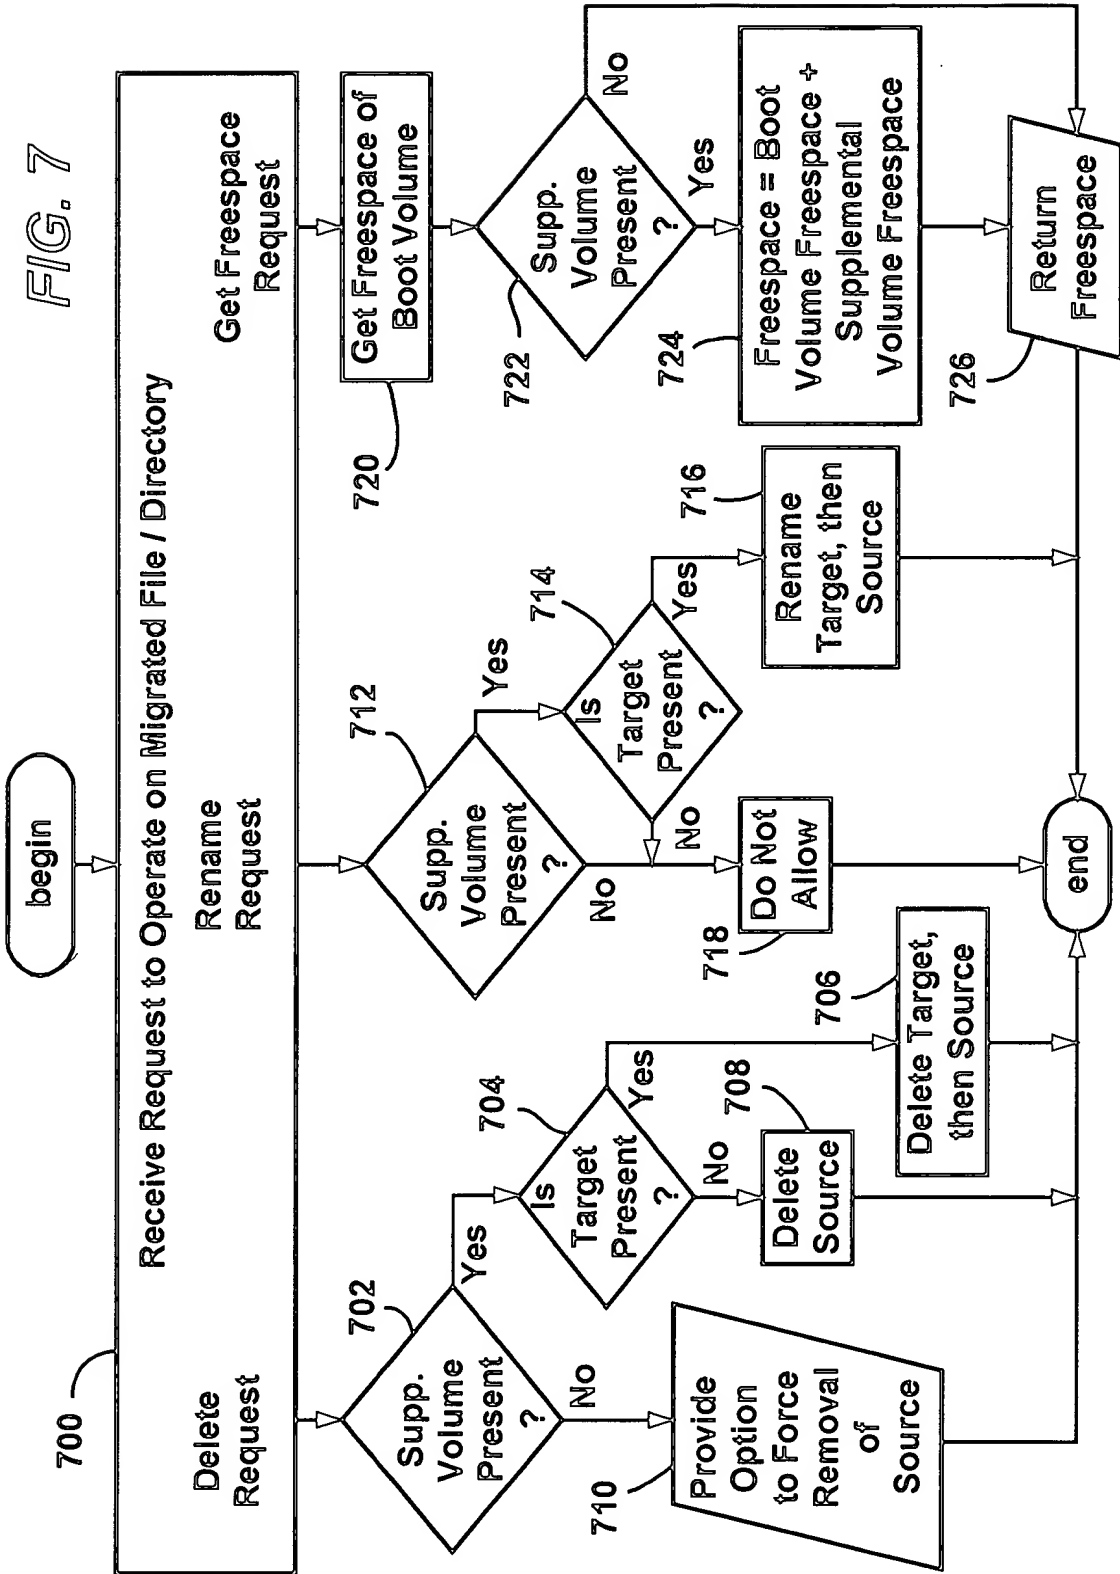 FIG. 7
begin
700
Receive Request to Operate on Migrated File / Directory
Delete
Request
Rename
Request
Get Freespace
Request
702
Supp.
Volume
Present
?
Yes
No
704
Is
Target
Present
?
Yes
No
706
Delete Target,
then Source
708
Delete
Source
710
Provide
Option
to Force
Removal
of
Source
712
Supp.
Volume
Present
?
Yes
No
714
Is
Target
Present
?
Yes
No
716
Rename
Target, then
Source
718
Do Not
Allow
720
Get Freespace of
Boot Volume
722
Supp.
Volume
Present
?
No
Yes
724
Freespace = Boot
Volume Freespace +
Supplemental
Volume Freespace
726
Return
Freespace
end